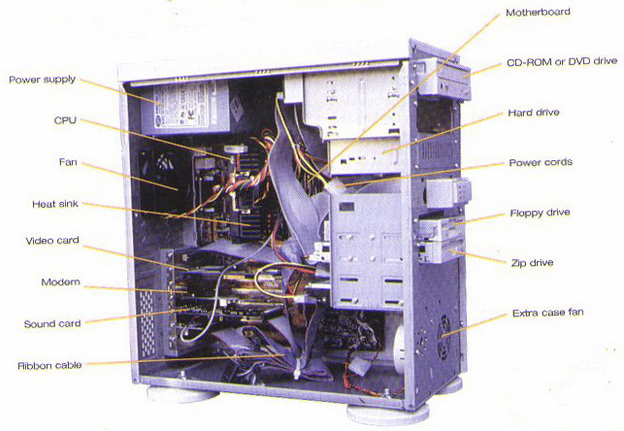 Motherboard
CD-ROM or DVD drive
Power supply
Hard drive
CPU
Fan
Power cords
Heat sink
Floppy drive
Video card
Zip drive
Modem
Extra case fan
Sound card
Ribbon cable